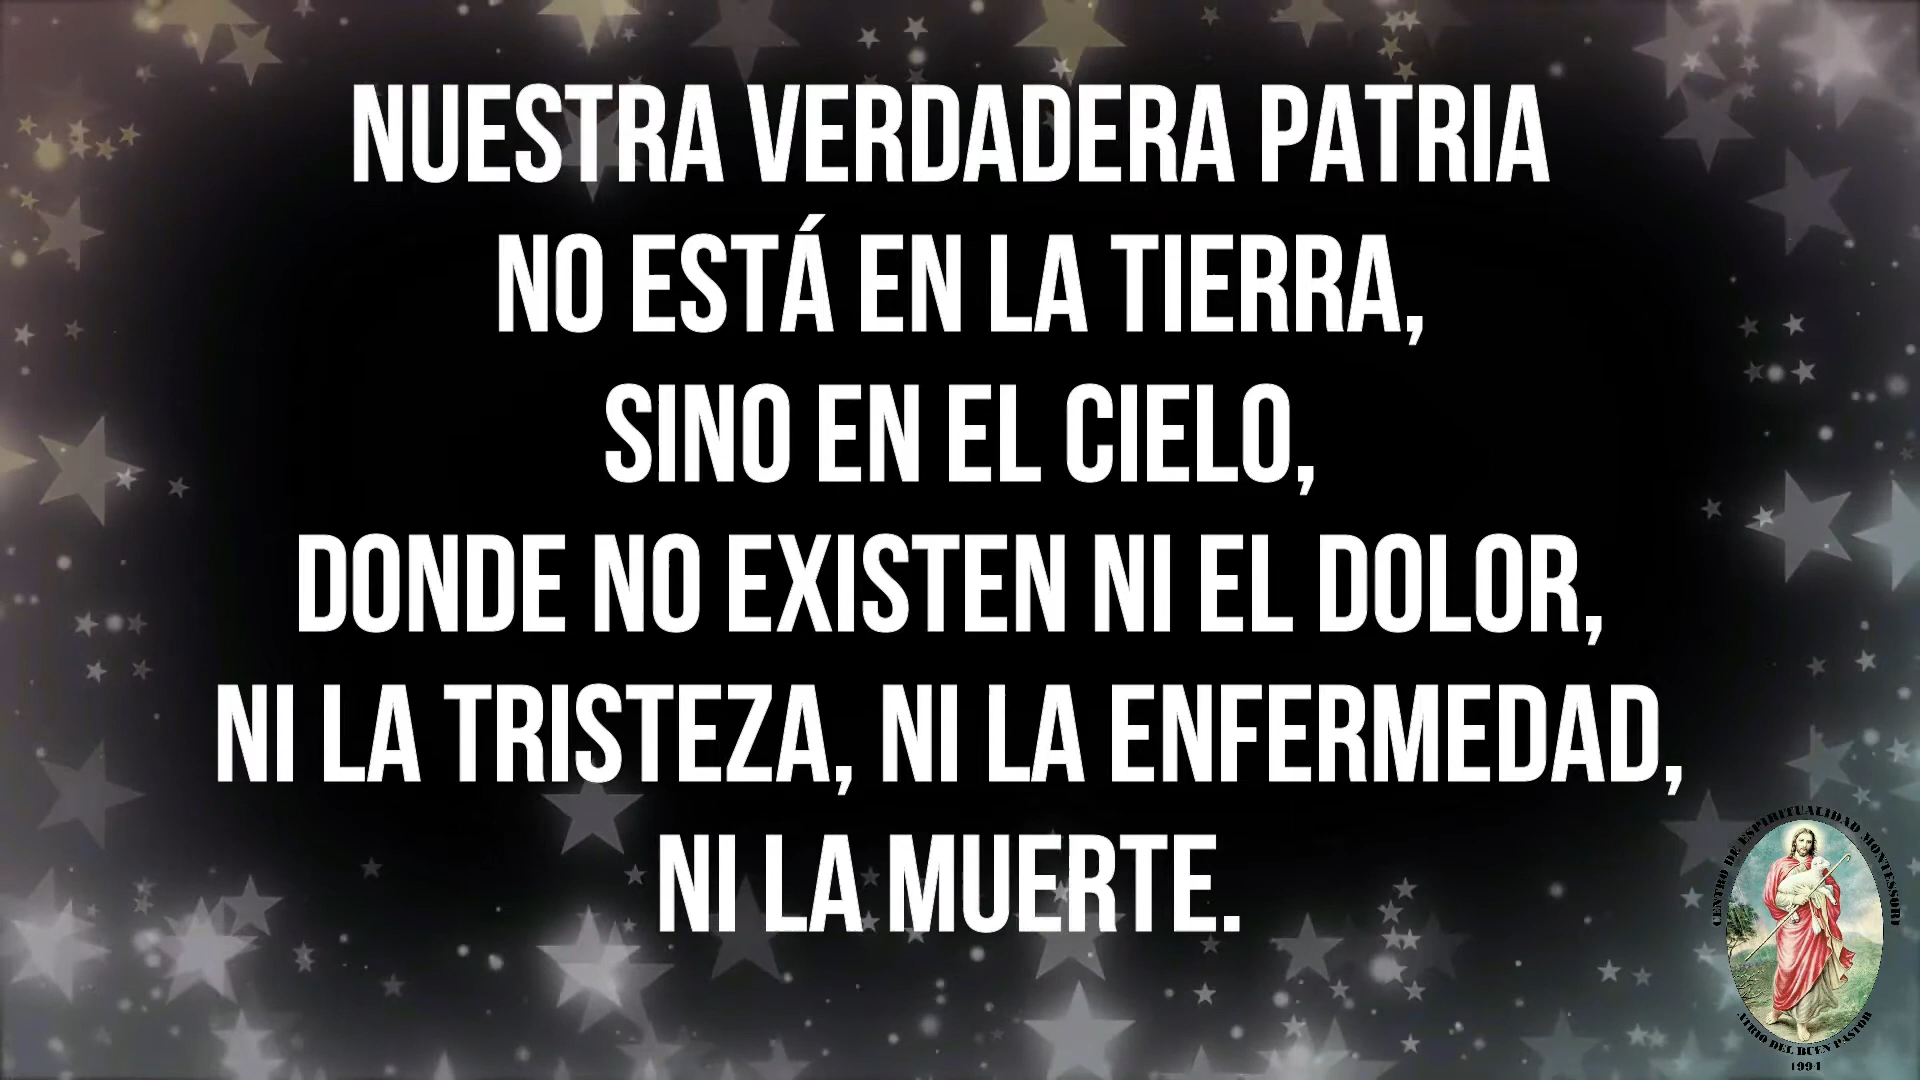 NUESTRA VERDADERA PATRIA
NO ESTÁ EN LA TIERRA,
SINO EN EL CIELO,
DONDE NO EXISTEN NI EL DOLOR,
NI LA TRISTEZA, NI LA ENFERMEDAD,
NI LA MUERTE.
CENTRO DE ESPIRITUALIDAD MONTESSORI
ATRIO DEL BUEN PASTOR
1994